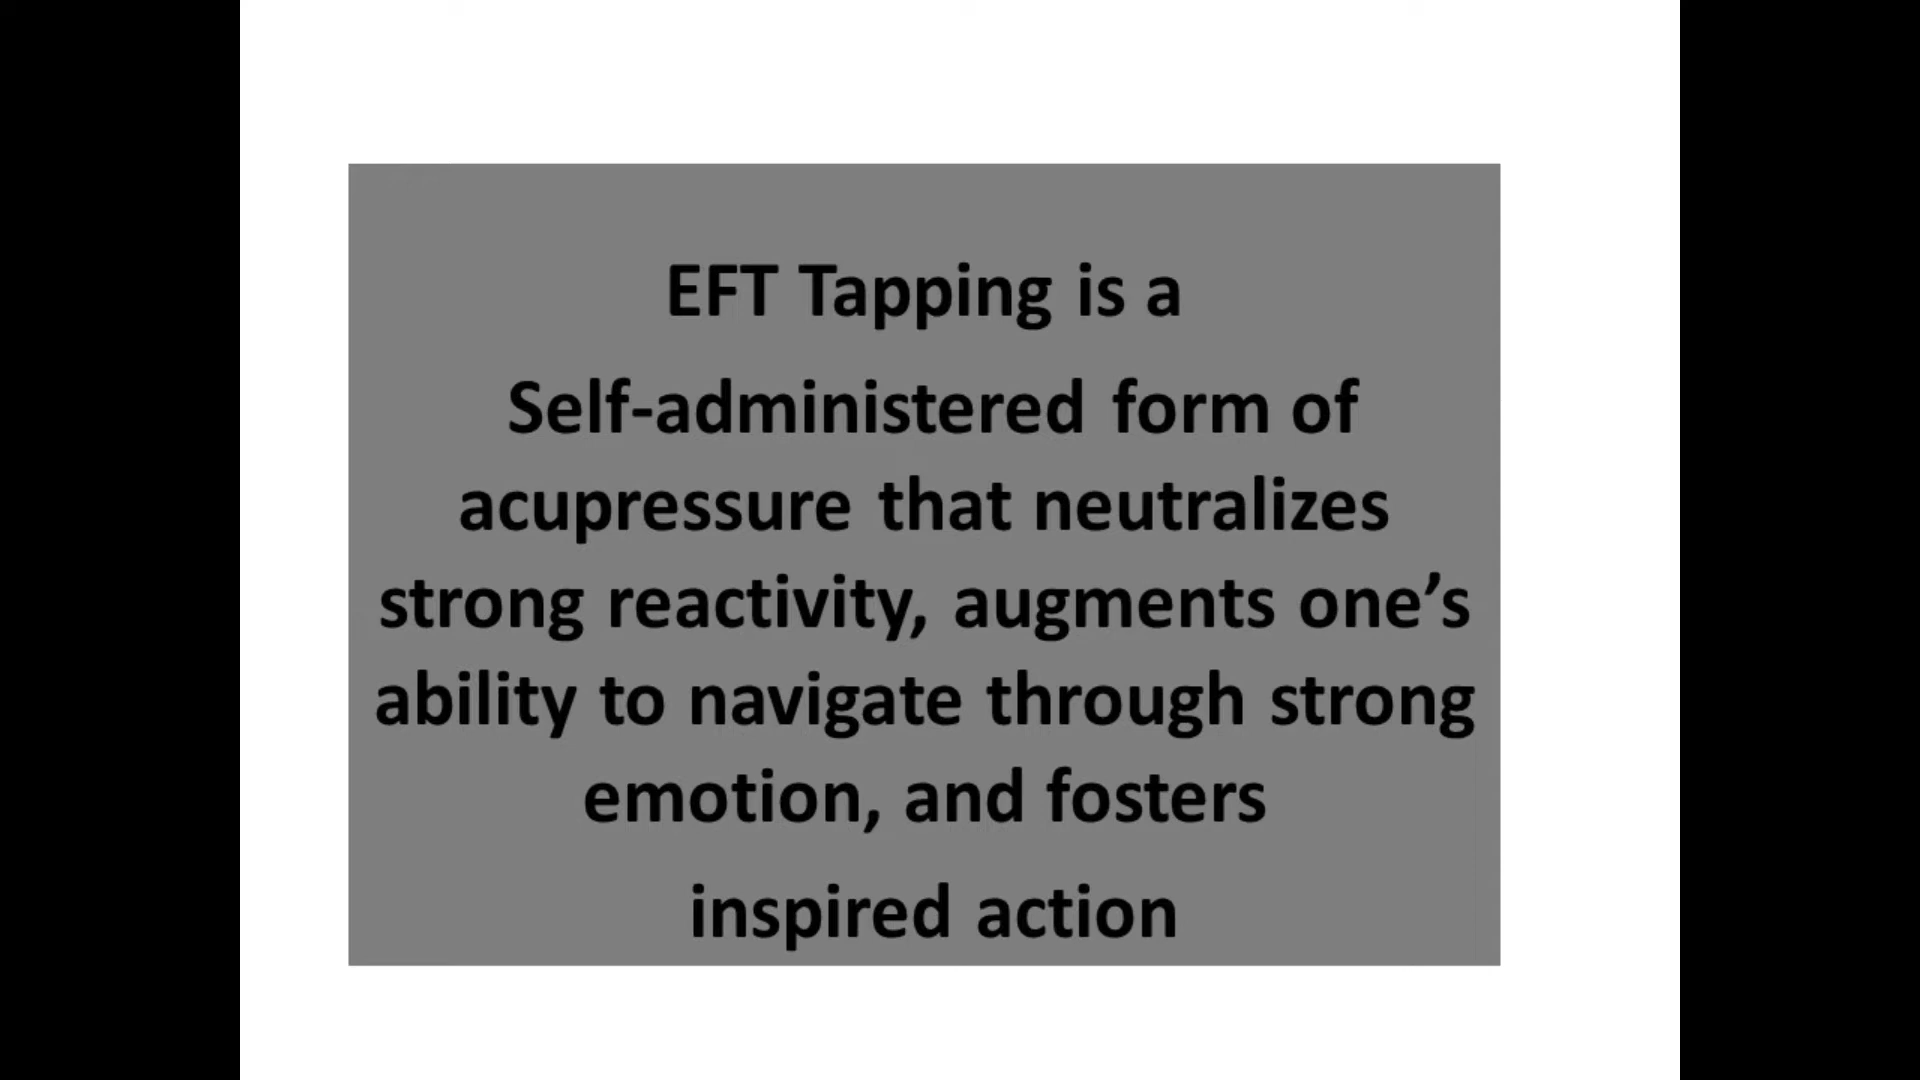 EFT Tapping is a
Self-administered form of
acupressure that neutralizes
strong reactivity, augments one’s
ability to navigate through strong
emotion, and fosters
inspired action